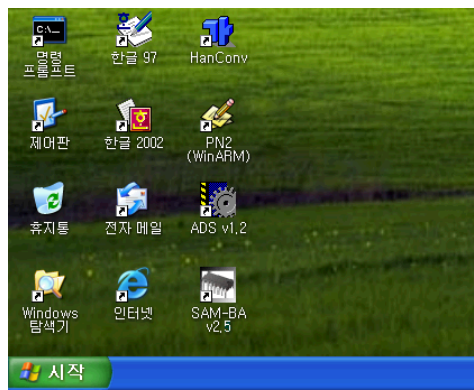 C:\_
명령
프롬프트
한글 97
HanConv
제어판
한글 2002
PN2
(WinARM)
휴지통
전자 메일
ADS v1.2
Windows
탐색기
인터넷
SAM-BA
v2.5
시작